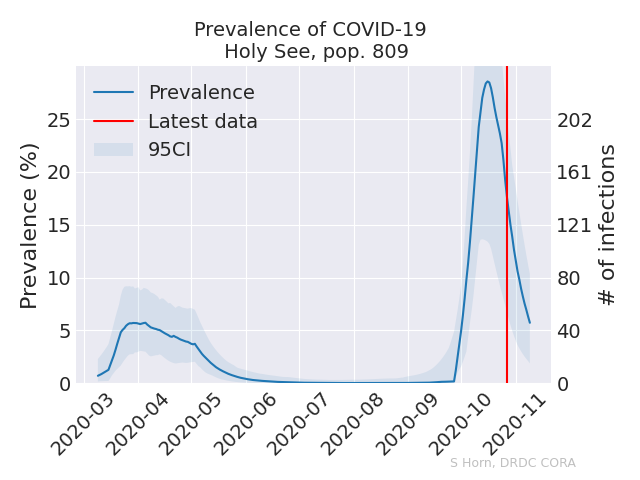 Prevalence of COVID-19
Holy See, pop. 809
Prevalence
Latest data
95CI
Prevalence (%)
25
20
15
10
5
0
202
161
121
80
40
0
# of infections
2020-03
2020-04
2020-05
2020-06
2020-07
2020-08
2020-09
2020-10
2020-11
S Horn, DRDC CORA